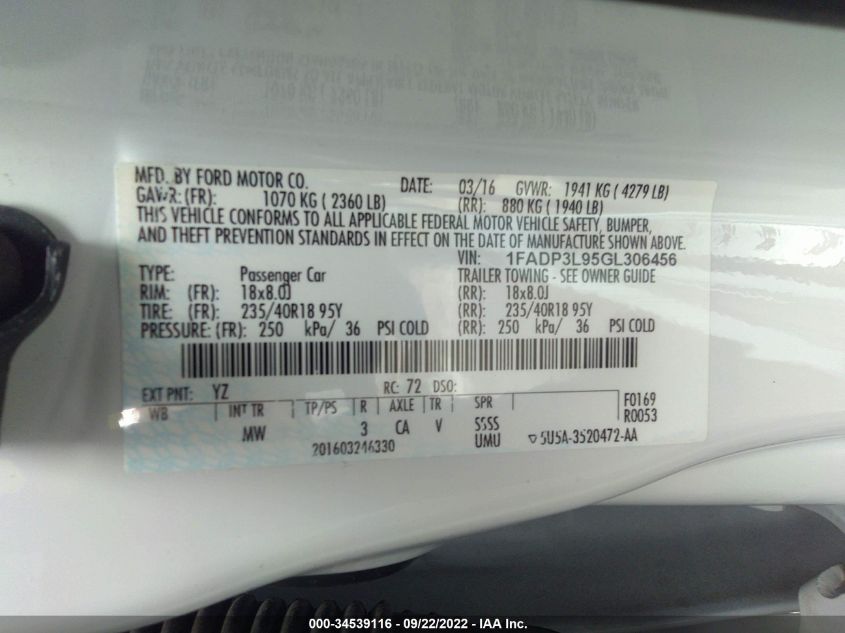 MFD. BY FORD MOTOR CO. DATE: 03/16 GVWR: 1941 KG ( 4279 LB)
GAWR: (FR): 1070 KG ( 2360 LB) (RR): 880 KG ( 1940 LB)
THIS VEHICLE CONFORMS TO ALL APPLICABLE FEDERAL MOTOR VEHICLE SAFETY, BUMPER,
AND THEFT PREVENTION STANDARDS IN EFFECT ON THE DATE OF MANUFACTURE SHOWN ABOVE.
VIN: 1FADP3L95GL306456
TYPE: Passenger Car TRAILER TOWING - SEE OWNER GUIDE
RIM: (FR): 18x8.0J (RR): 18x8.0J
TIRE: (FR): 235/40R18 95Y (RR): 235/40R18 95Y
PRESSURE: (FR): 250 kPa/ 36 PSI COLD (RR): 250 kPa/ 36 PSI COLD
EXT PNT: YZ RC: 72 DSO: F0169
WB INT TR TP/PS R AXLE TR SPR R0053
MW 3 CA V SSSS
201603246330 UMU ▽5U5A-3520472-AA
000-34539116 - 09/22/2022 - IAA Inc.